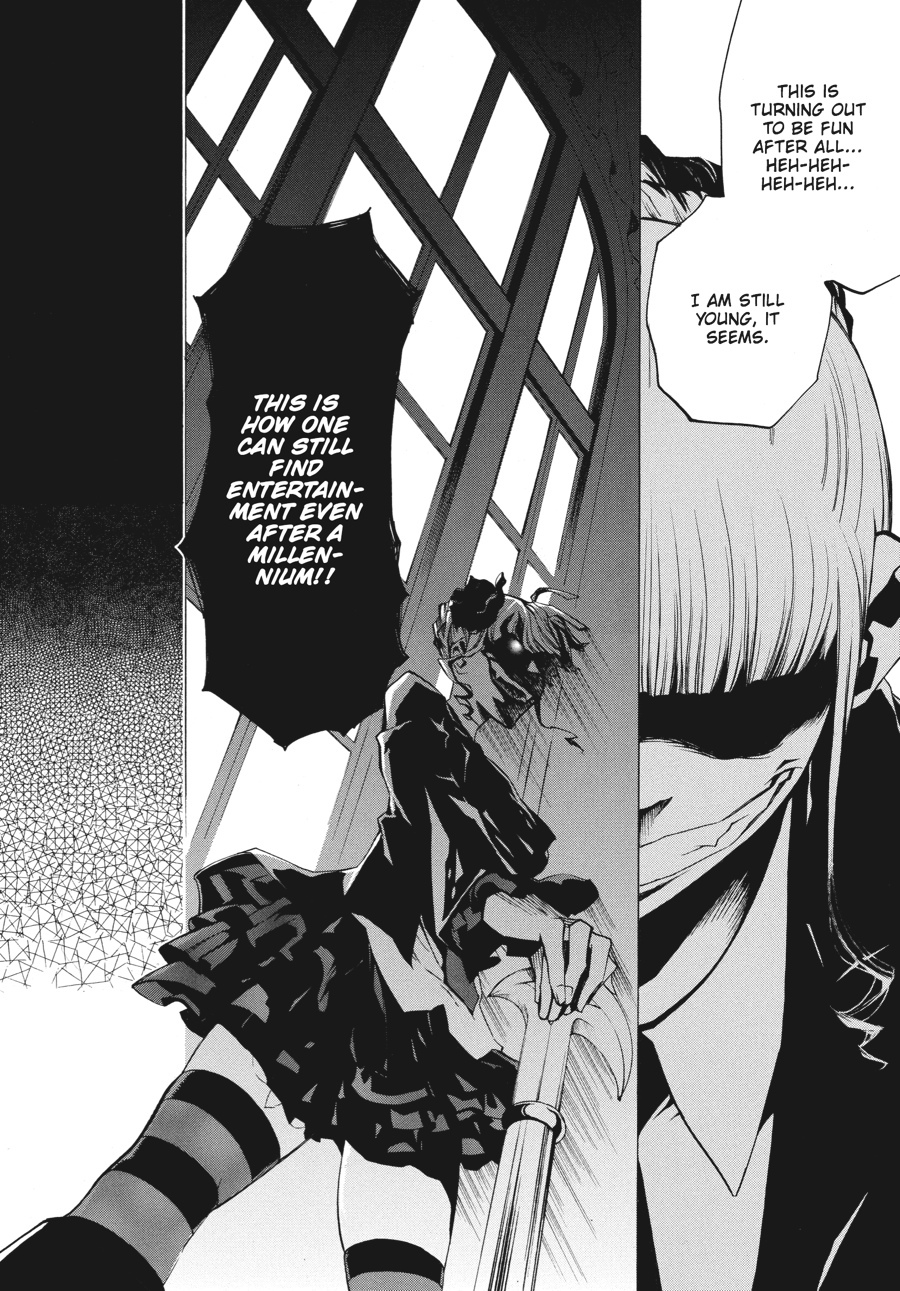 THIS IS
TURNING OUT
TO BE FUN
AFTER ALL...
HEH-HEH-
HEH-HEH...
I AM STILL
YOUNG, IT
SEEMS.
THIS IS
HOW ONE
CAN STILL
FIND
ENTERTAIN-
MENT EVEN
AFTER A
MILLEN-
NIUM!!